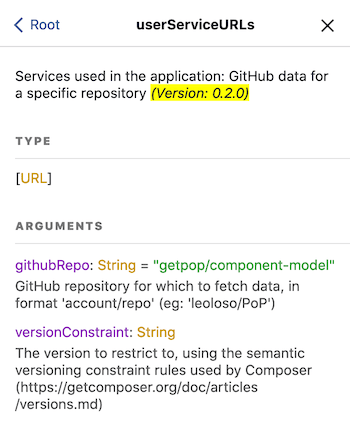 Root
userServiceURLs
Services used in the application: GitHub data for
a specific repository (Version: 0.2.0)
TYPE
[URL]
ARGUMENTS
githubRepo: String = "getpop/component-model"
GitHub repository for which to fetch data, in
format 'account/repo' (eg: 'leoloso/PoP')
versionConstraint: String
The version to restrict to, using the semantic
versioning constraint rules used by Composer
(https://getcomposer.org/doc/articles
/versions.md)